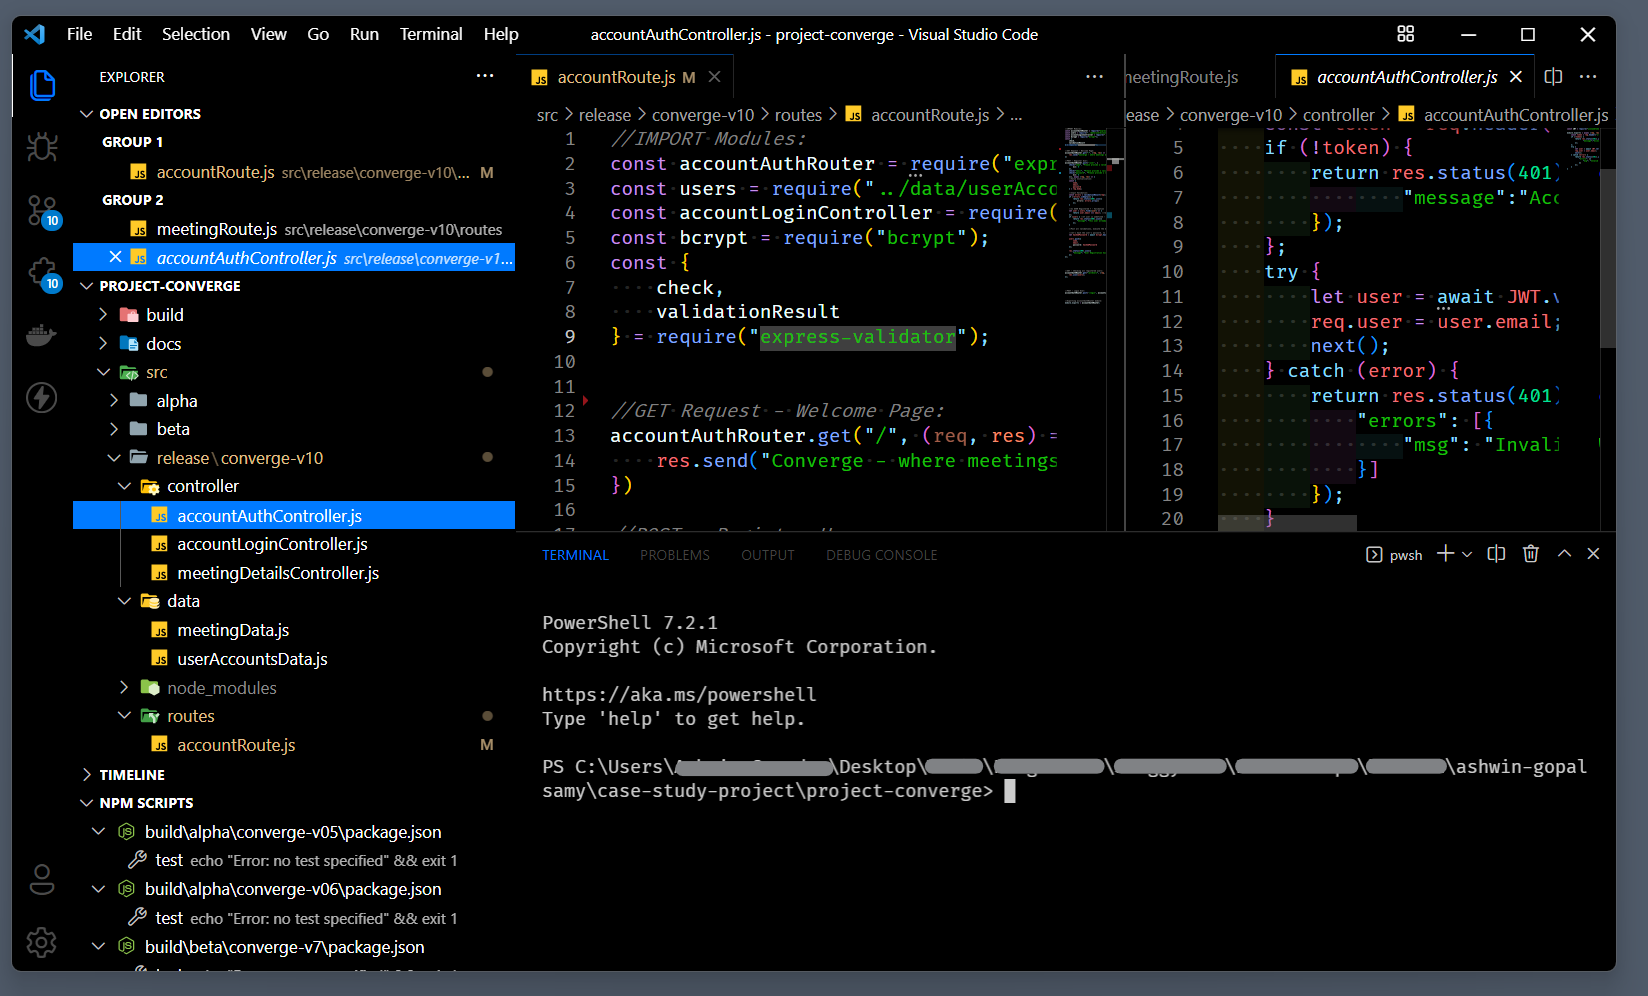 File Edit Selection View Go Run Terminal Help
accountAuthController.js - project-converge - Visual Studio Code
EXPLORER
OPEN EDITORS
GROUP 1
accountRoute.js src\release\converge-v10\... M
GROUP 2
meetingRoute.js src\release\converge-v10\routes
accountAuthController.js src\release\converge-v1...
PROJECT-CONVERGE
build
docs
src
alpha
beta
release\converge-v10
controller
accountAuthController.js
accountLoginController.js
meetingDetailsController.js
data
meetingData.js
userAccountsData.js
node_modules
routes
accountRoute.js M
TIMELINE
NPM SCRIPTS
build\alpha\converge-v05\package.json
test echo "Error: no test specified" && exit 1
build\alpha\converge-v06\package.json
test echo "Error: no test specified" && exit 1
build\beta\converge-v7\package.json
10
10
accountRoute.js M
src > release > converge-v10 > routes > accountRoute.js > ...
1 //IMPORT Modules:
2 const accountAuthRouter = require("expr
3 const users = require("../data/userAcco
4 const accountLoginController = require(
5 const bcrypt = require("bcrypt");
6 const {
7 check,
8 validationResult
9 } = require("express-validator");
10
11
12 //GET Request - Welcome Page:
13 accountAuthRouter.get("/", (req, res) =
14 res.send("Converge - where meetings
15 })
16
meetingRoute.js
accountAuthController.js
ease > converge-v10 > controller > accountAuthController.js
5 if (!token) {
6 return res.status(401)
7 "message":"Acc
8 });
9 };
10 try {
11 let user = await JWT.v
12 req.user = user.email;
13 next();
14 } catch (error) {
15 return res.status(401)
16 "errors": [{
17 "msg": "Invali
18 }]
19 });
20 }
TERMINAL PROBLEMS OUTPUT DEBUG CONSOLE
pwsh
PowerShell 7.2.1
Copyright (c) Microsoft Corporation.
https://aka.ms/powershell
Type 'help' to get help.
PS C:\Users\ \Desktop\ \ \ \ \ \ashwin-gopal
samy\case-study-project\project-converge>